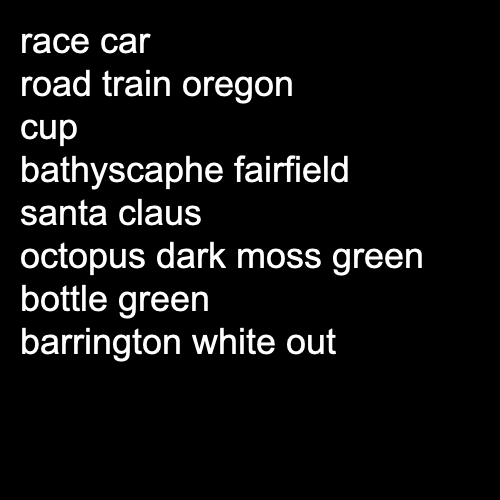 race car
road train oregon
cup
bathyscaphe fairfield
santa claus
octopus dark moss green
bottle green
barrington white out